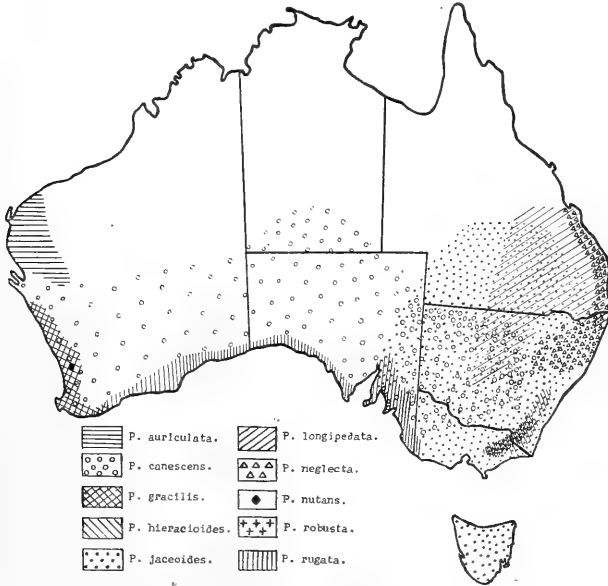 P. auriculata.
P. canescens.
P. gracilis.
P. hieracioides.
P. jaceoides.
P. longipedata.
P. neglecta.
P. nutans.
P. robusta.
P. rugata.